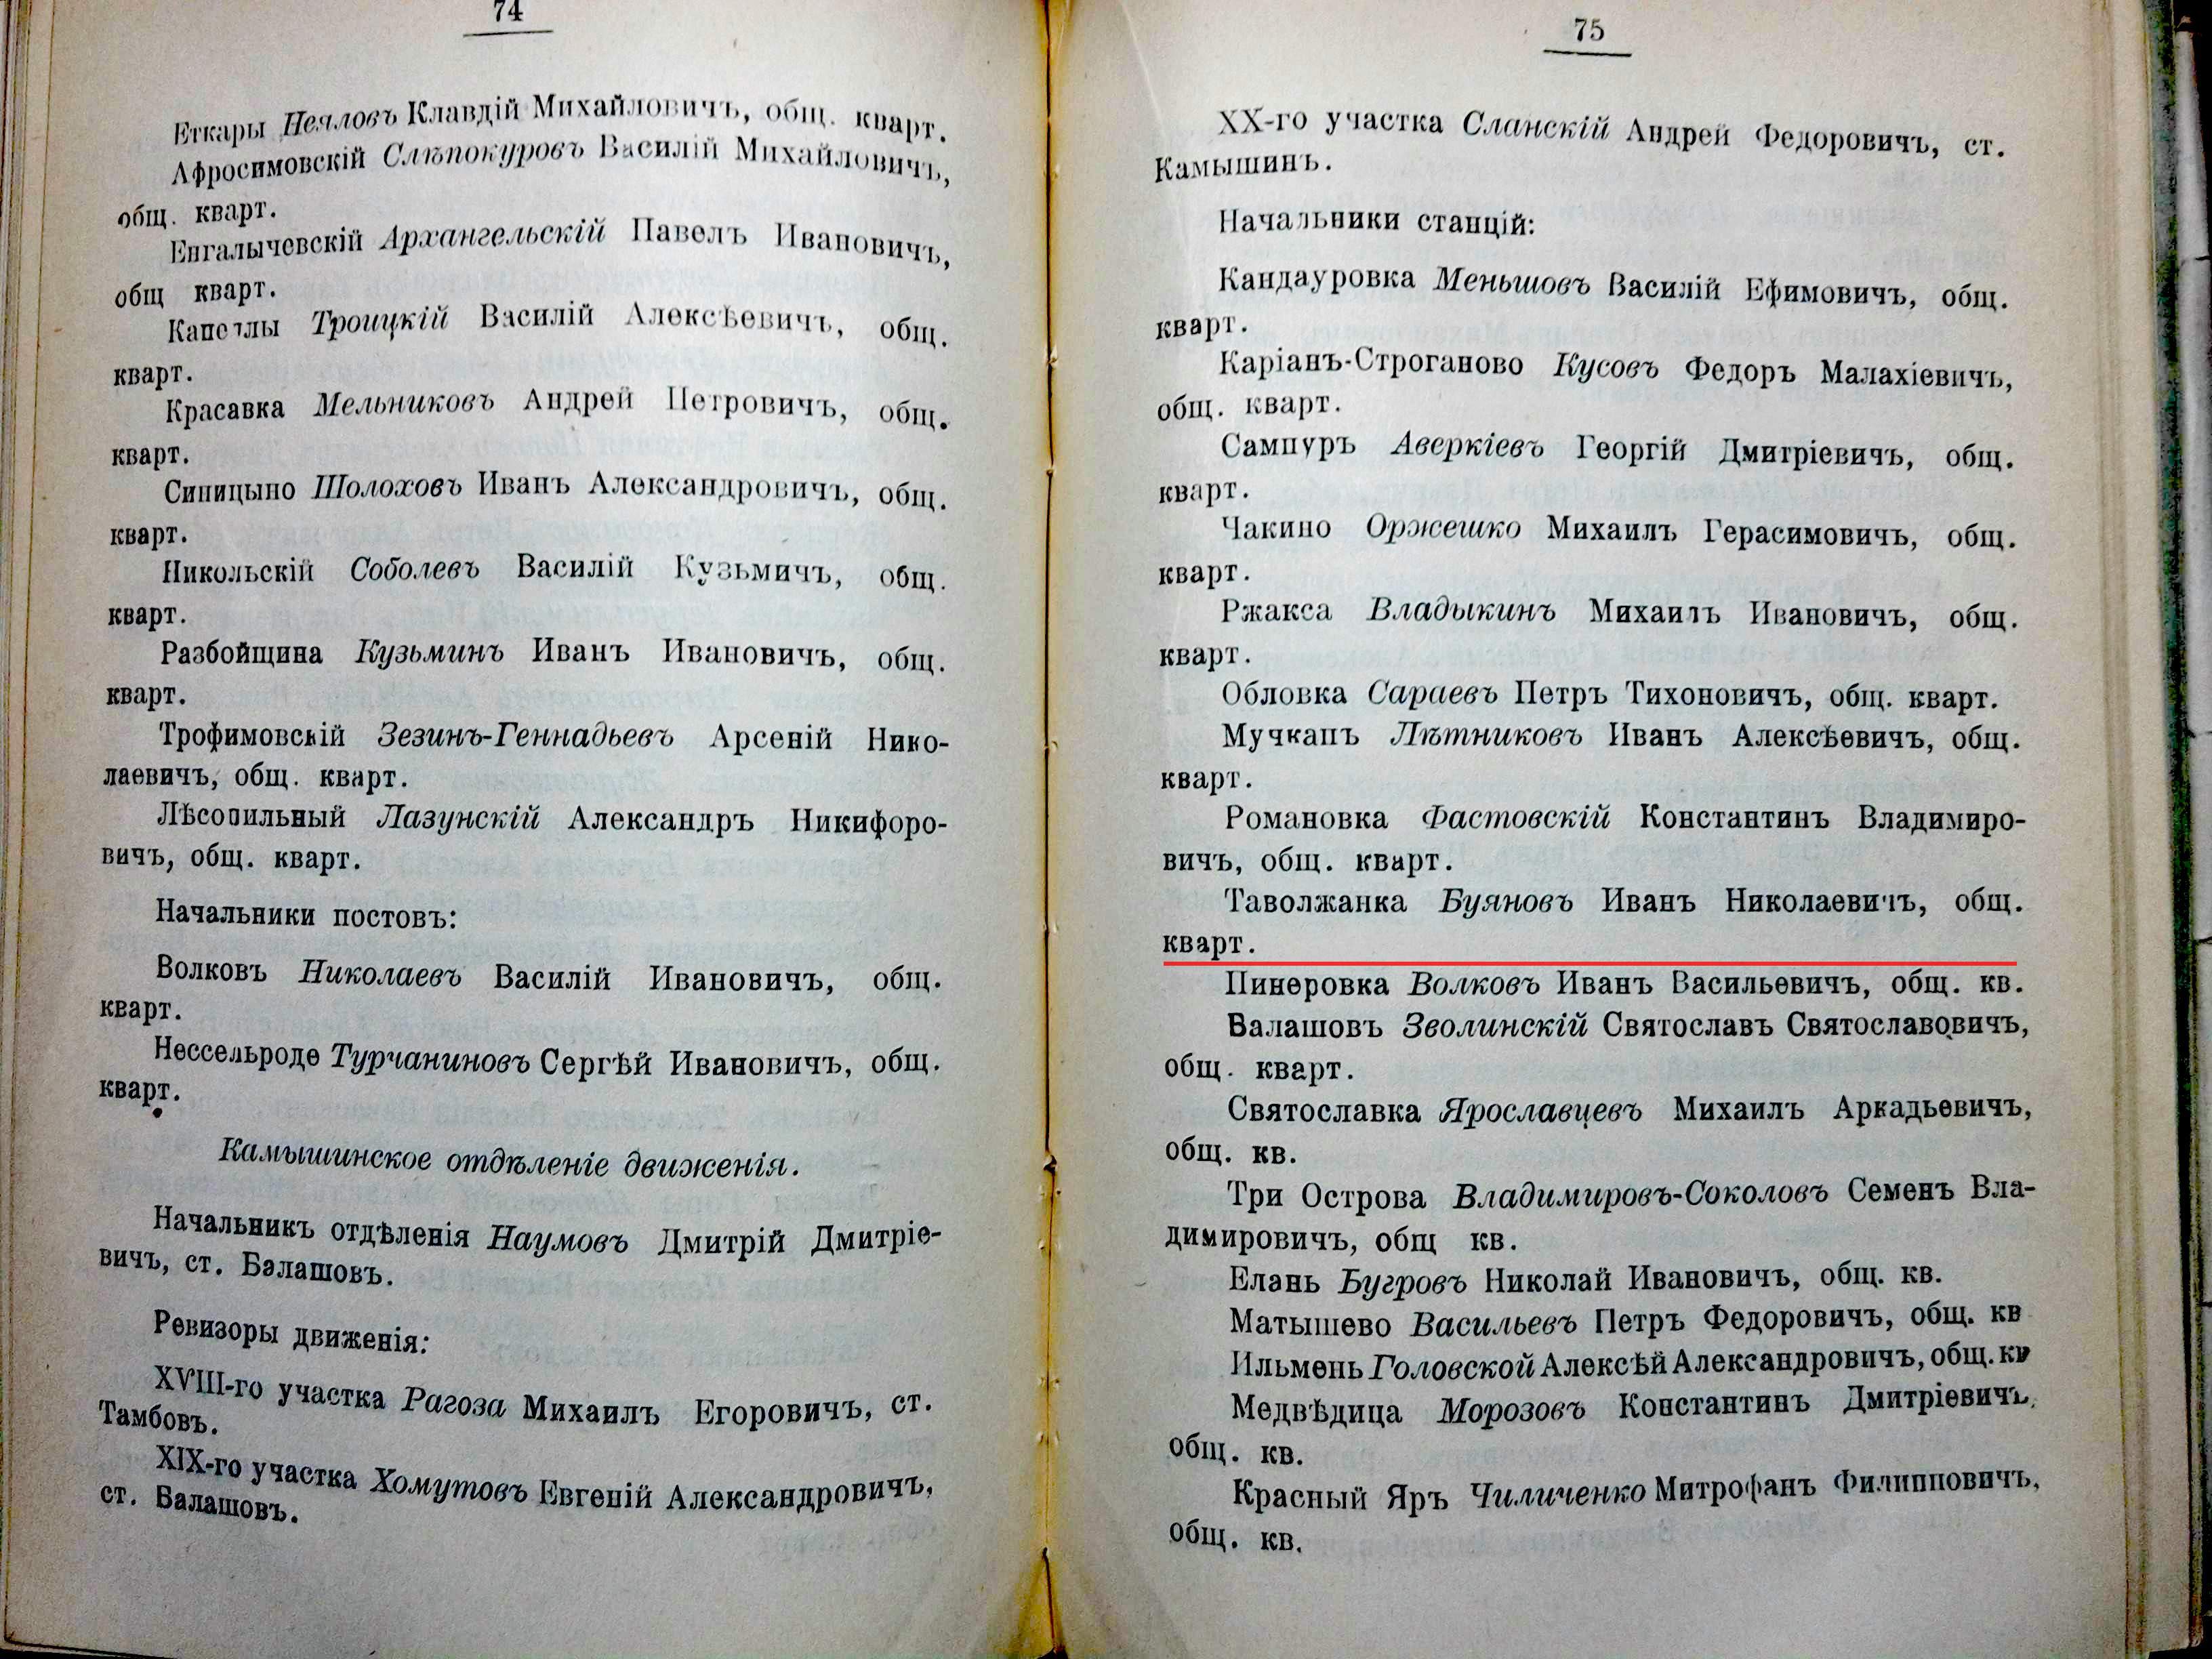 74
Еткары Неяловъ Клавдій Михайловичъ, общ. кварт.
Афросимовскій Слѣпокуровъ Василій Михайловичъ,
общ. кварт.
Енгалычевскій Архангельскій Павелъ Ивановичъ,
общ кварт.
Капеллы Троицкій Василій Алексѣевичъ, общ.
кварт.
Красавка Мельниковъ Андрей Петровичъ, общ.
кварт.
Синицыно Шолоховъ Иванъ Александровичъ, общ.
кварт.
Никольскій Соболевъ Василій Кузьмичъ, общ.
кварт.
Разбойщина Кузьминъ Иванъ Ивановичъ, общ.
кварт.
Трофимовскій Зезинъ-Геннадьевъ Арсеній Нико-
лаевичъ, общ. кварт.
Лѣсопильный Лазунскій Александръ Никифоро-
вичъ, общ. кварт.
Начальники постовъ:
Волковъ Николаевъ Василій Ивановичъ, общ.
кварт.
Нессельроде Турчаниновъ Сергѣй Ивановичъ, общ.
кварт.
Камышинское отдѣленіе движенія.
Начальникъ отдѣленія Наумовъ Дмитрій Дмитріе-
вичъ, ст. Балашовъ.
Ревизоры движенія:
XVIII-го участка Рагоза Михаилъ Егоровичъ, ст.
Тамбовъ.
XIX-го участка Хомутовъ Евгеній Александровичъ,
ст. Балашовъ.
75
XX-го участка Сланскій Андрей Федоровичъ, ст.
Камышинъ.
Начальники станцій:
Кандауровка Меньшовъ Василій Ефимовичъ, общ.
кварт.
Каріанъ-Строганово Кусовъ Федоръ Малахіевичъ,
общ. кварт.
Сампуръ Аверкіевъ Георгій Дмитріевичъ, общ.
кварт.
Чакино Оржешко Михаилъ Герасимовичъ, общ.
кварт.
Ржакса Владыкинъ Михаилъ Ивановичъ, общ.
кварт.
Обловка Сараевъ Петръ Тихоновичъ, общ. кварт.
Мучкапъ Лѣтниковъ Иванъ Алексѣевичъ, общ.
кварт.
Романовка Фастовскій Константинъ Владимиро-
вичъ, общ. кварт.
Таволжанка Буяновъ Иванъ Николаевичъ, общ.
кварт.
Пинеровка Волковъ Иванъ Васильевичъ, общ. кв.
Балашовъ Зволинскій Святославъ Святославовичъ,
общ. кварт.
Святославка Ярославцевъ Михаилъ Аркадьевичъ,
общ. кв.
Три Острова Владимировъ-Соколовъ Семенъ Вла-
димировичъ, общ кв.
Елань Бугровъ Николай Ивановичъ, общ. кв.
Матышево Васильевъ Петръ Федоровичъ, общ. кв
Ильмень Головской Алексѣй Александровичъ, общ. кв
Медвѣдица Морозовъ Константинъ Дмитріевичъ,
общ. кв.
Красный Яръ Чиличенко Митрофанъ Филипповичъ,
общ. кв.